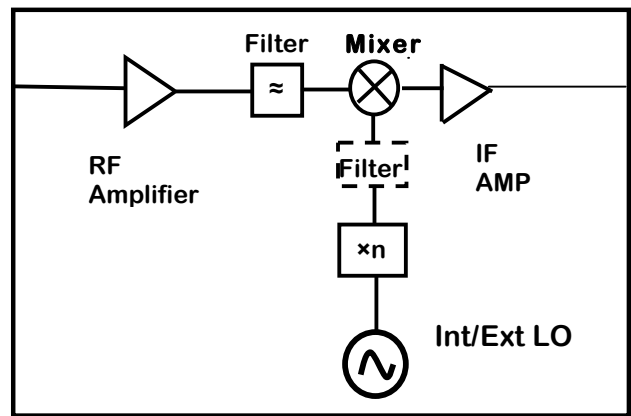 Filter
Mixer
≈
RF
Amplifier
Filter
IF
AMP
×n
Int/Ext LO